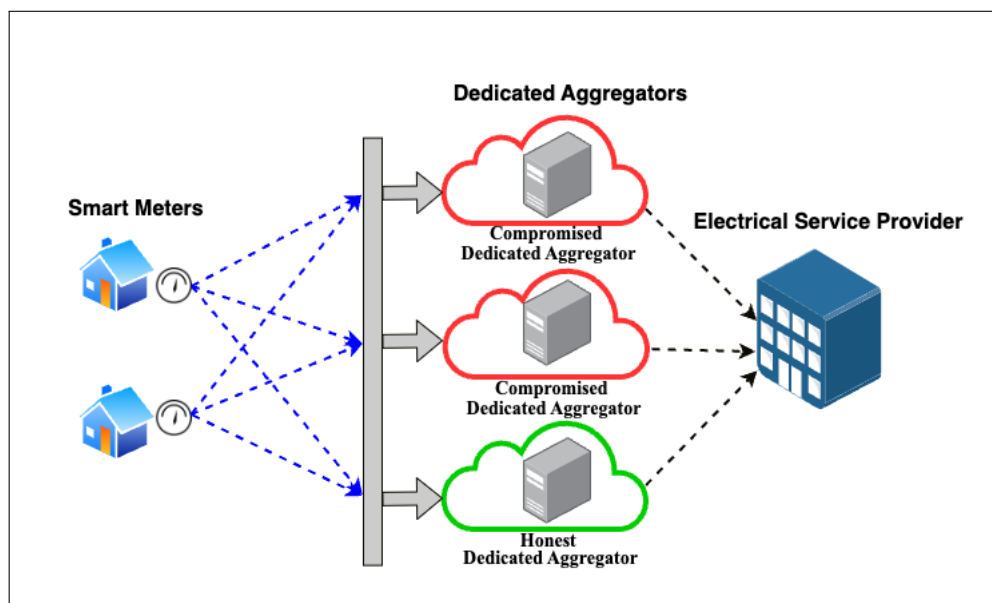 Dedicated Aggregators
Smart Meters
Compromised
Dedicated Aggregator
Electrical Service Provider
Compromised
Dedicated Aggregator
Honest
Dedicated Aggregator